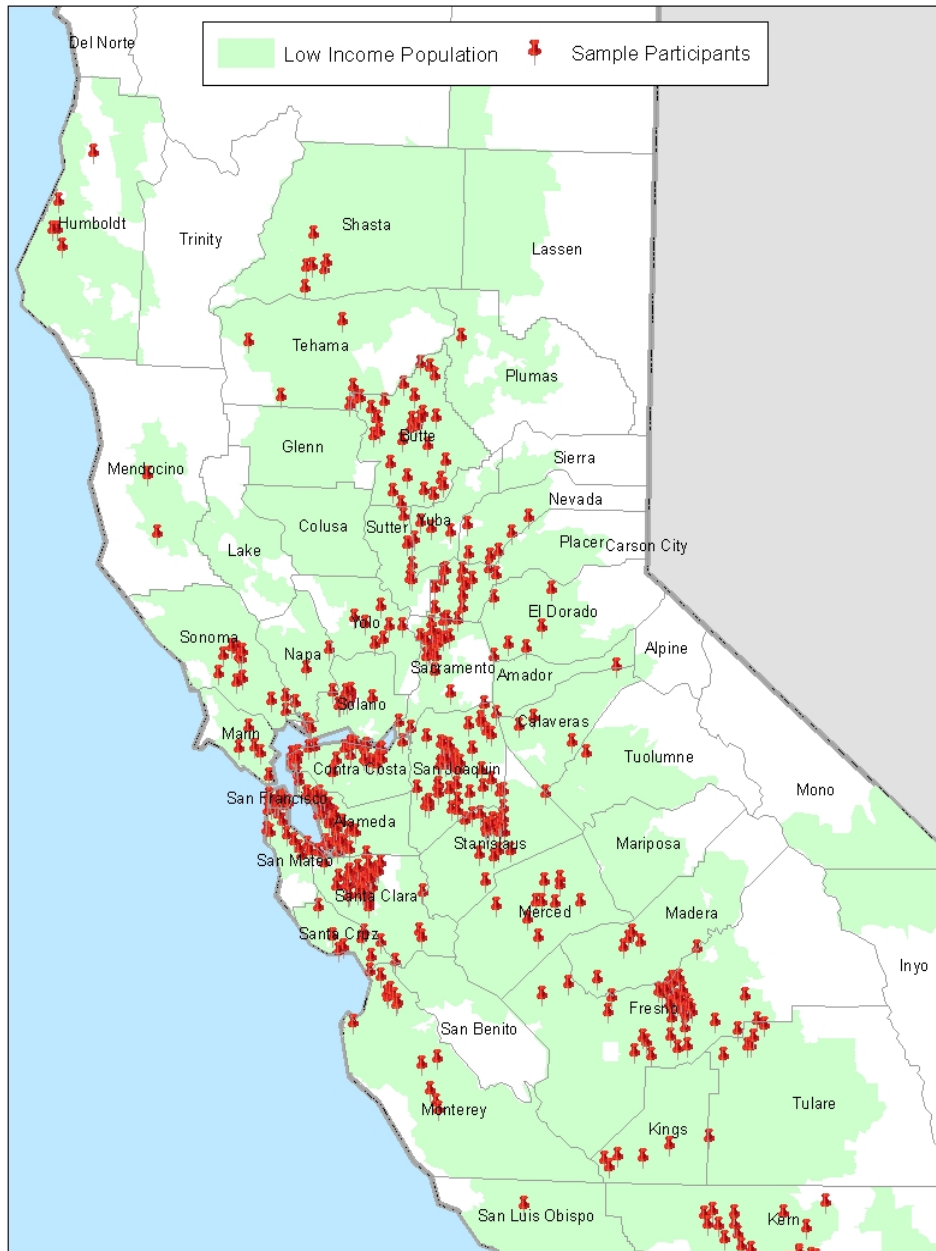 Del Norte
Low Income Population
Sample Participants
Humboldt
Trinity
Shasta
Lassen
Tehama
Plumas
Glenn
Butte
Sierra
Mendocino
Nevada
Colusa
Sutter
Yuba
Lake
Placer
Carson City
El Dorado
Yolo
Sonoma
Napa
Alpine
Sacramento
Amador
Solano
Calaveras
Marin
Tuolumne
Contra Costa
San Joaquin
Mono
San Francisco
Alameda
Stanislaus
Mariposa
San Mateo
Santa Clara
Merced
Madera
Santa Cruz
Inyo
Fresno
San Benito
Monterey
Tulare
Kings
San Luis Obispo
Kern